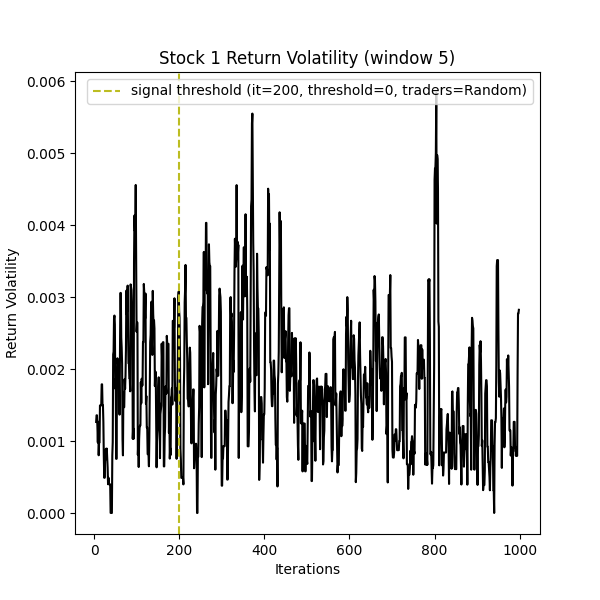 Stock 1 Return Volatility (window 5)
signal threshold (it=200, threshold=0, traders=Random)
0.006
0.005
0.004
0.003
0.002
0.001
0.000
Return Volatility
0 200 400 600 800 1000
Iterations